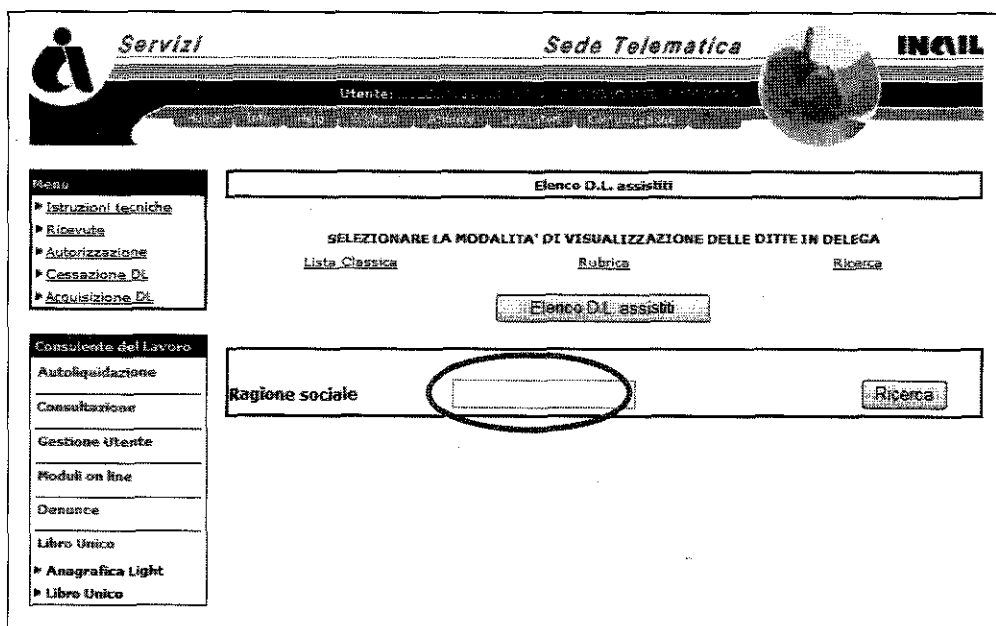 Servizi
Sede Telematica
INAIL
Utente:
Menu
Istruzioni tecniche
Ricevute
Autorizzazione
Cessazione DL
Acquisizione DL
Elenco D.L. assistiti
SELEZIONARE LA MODALITA' DI VISUALIZZAZIONE DELLE DITTE IN DELEGA
Lista Classica Rubrica Ricerca
Elenco D.L. assistiti
Ragione sociale Ricerca
Consulente del Lavoro
Autoliquidazione
Consultazione
Gestione Utente
Moduli on line
Denunce
Libro Unico
Anagrafica Light
Libro Unico